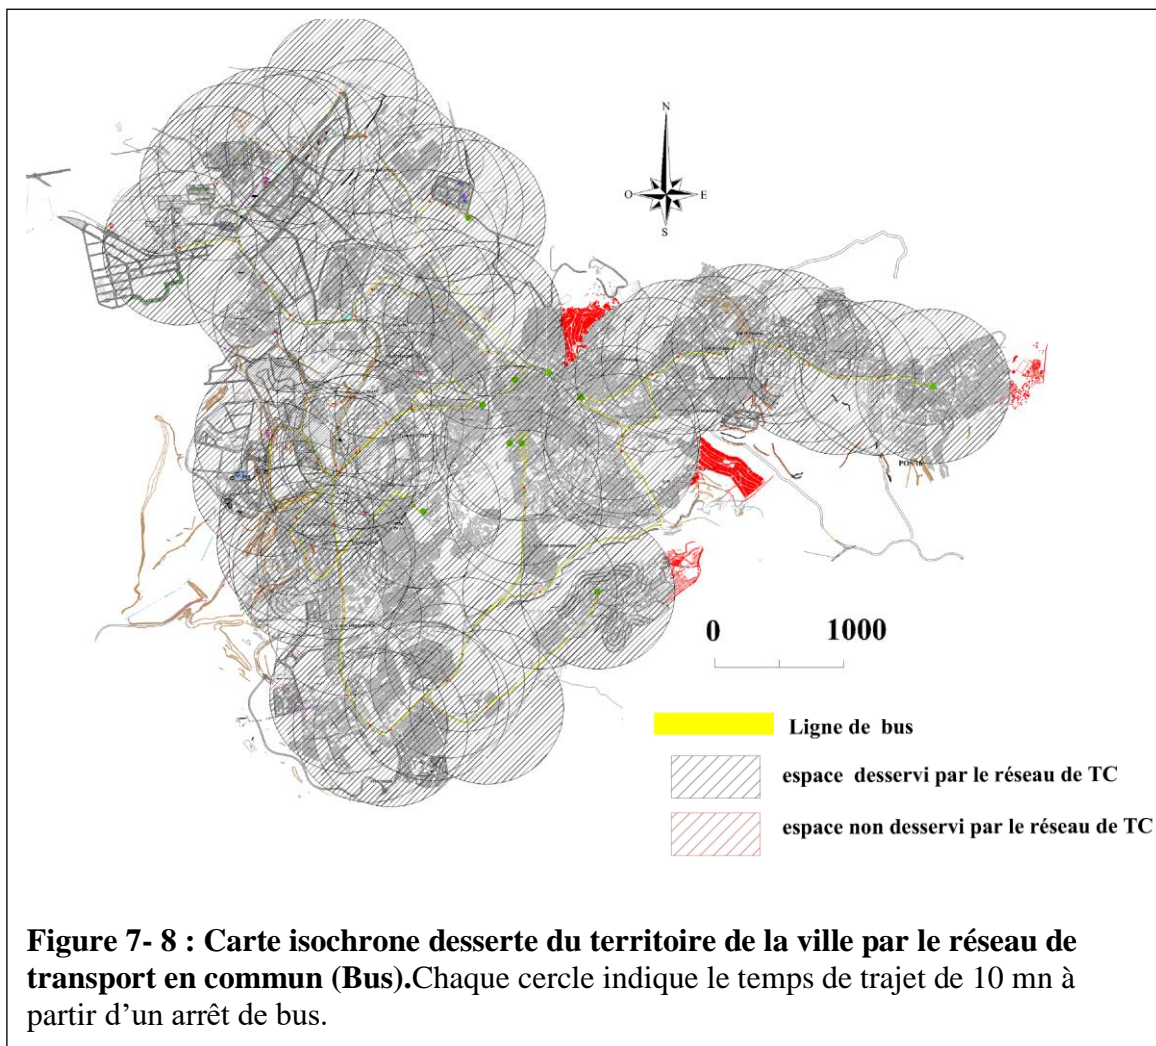 N
O
E
S
POS 16
0 1000
Ligne de bus
espace desservi par le réseau de TC
espace non desservi par le réseau de TC
Figure 7- 8 : Carte isochrone desserte du territoire de la ville par le réseau de
transport en commun (Bus).Chaque cercle indique le temps de trajet de 10 mn à
partir d’un arrêt de bus.